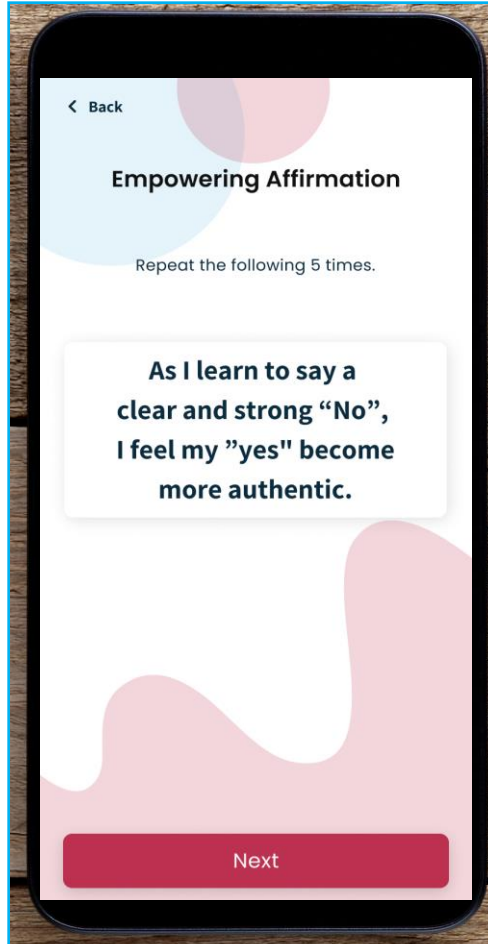 Back
Empowering Affirmation
Repeat the following 5 times.
As I learn to say a
clear and strong “No”,
I feel my ”yes" become
more authentic.
Next